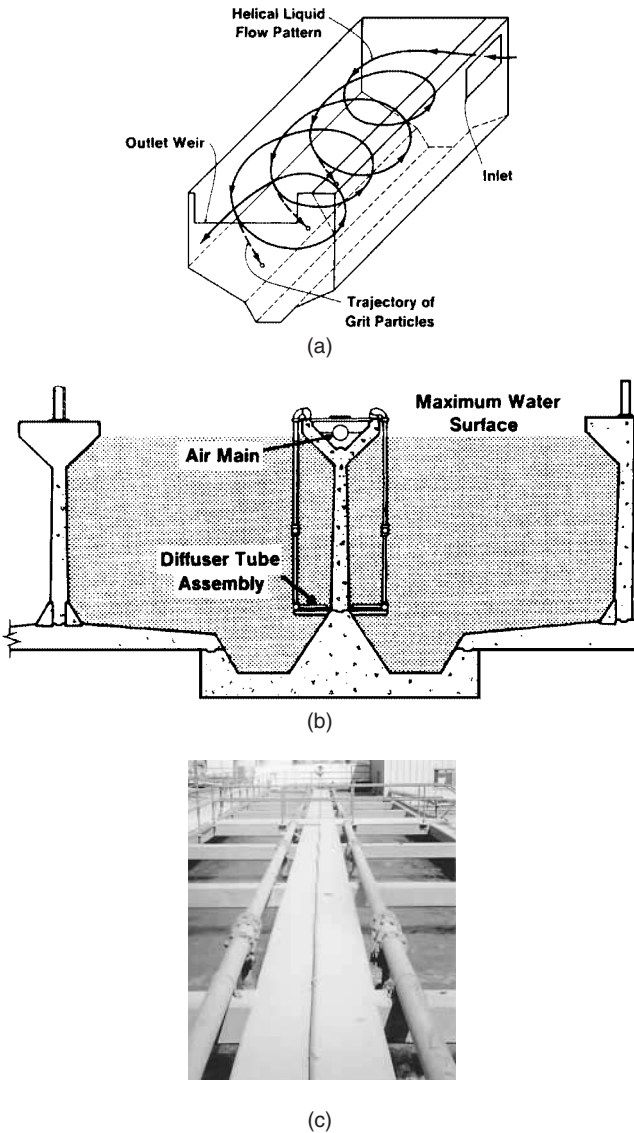 Helical Liquid
Flow Pattern
Outlet Weir
Inlet
Trajectory of
Grit Particles
(a)
Maximum Water
Surface
Air Main
Diffuser Tube
Assembly
(b)
(c)